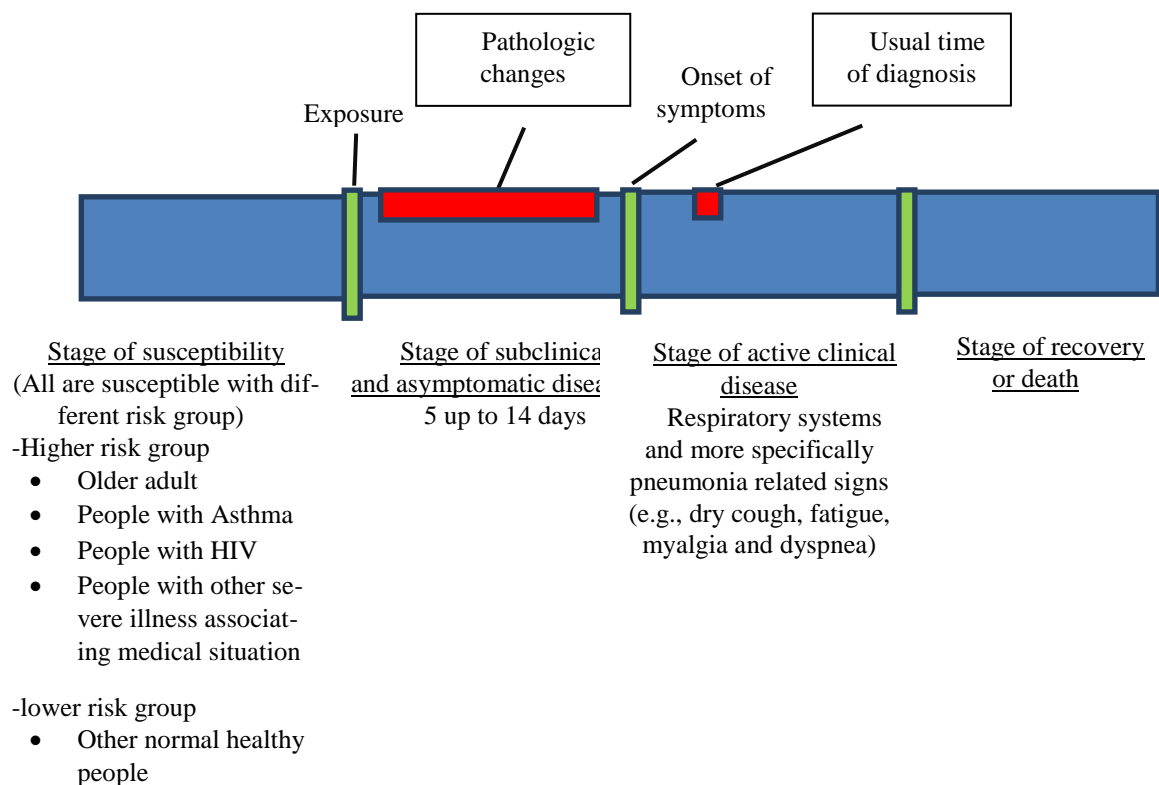 Pathologic
changes
Usual time
of diagnosis
Onset of
symptoms
Exposure
Stage of susceptibility
(All are susceptible with dif-
ferent risk group)
-Higher risk group
• Older adult
• People with Asthma
• People with HIV
• People with other se-
vere illness associat-
ing medical situation
-lower risk group
• Other normal healthy
people
Stage of subclinica
and asymptomatic disea
5 up to 14 days
Stage of active clinical
disease
Respiratory systems
and more specifically
pneumonia related signs
(e.g., dry cough, fatigue,
myalgia and dyspnea)
Stage of recovery
or death